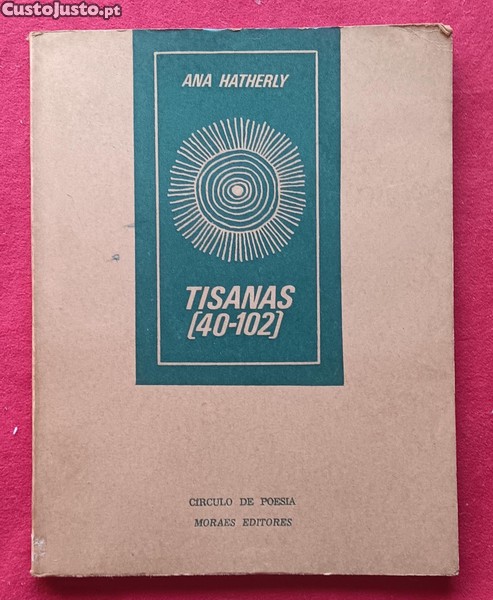 CustoJusto.pt
ANA HATHERLY
TISANAS
[40-102]
CIRCULO DE POESIA
MORAES EDITORES